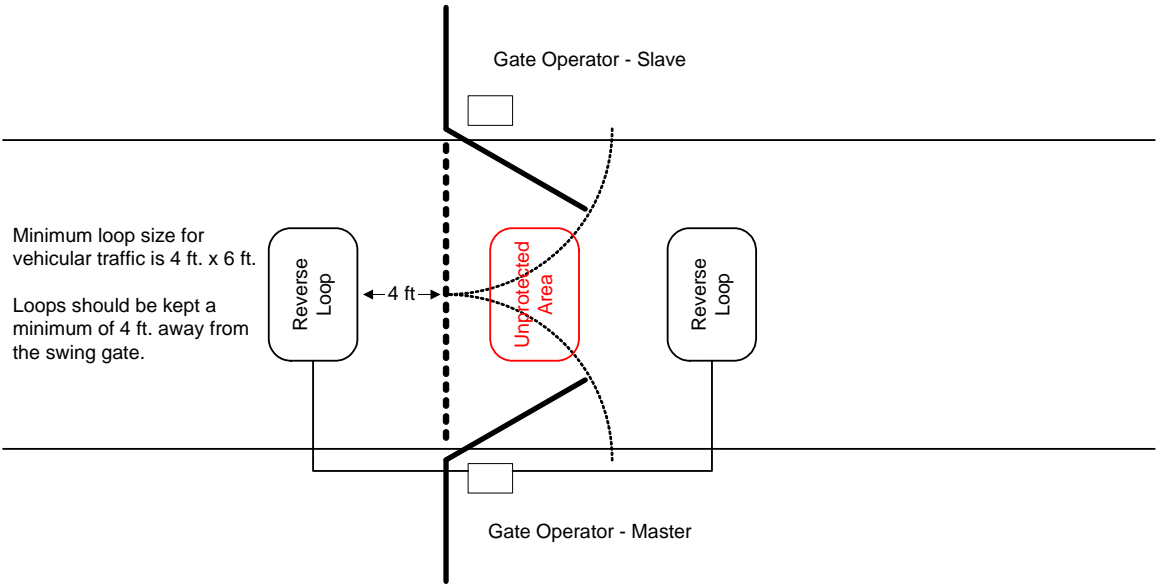 Gate Operator - Slave
Minimum loop size for
vehicular traffic is 4 ft. x 6 ft.
Loops should be kept a
minimum of 4 ft. away from
the swing gate.
Reverse
Loop
4 ft
Unprotected
Area
Reverse
Loop
Gate Operator - Master